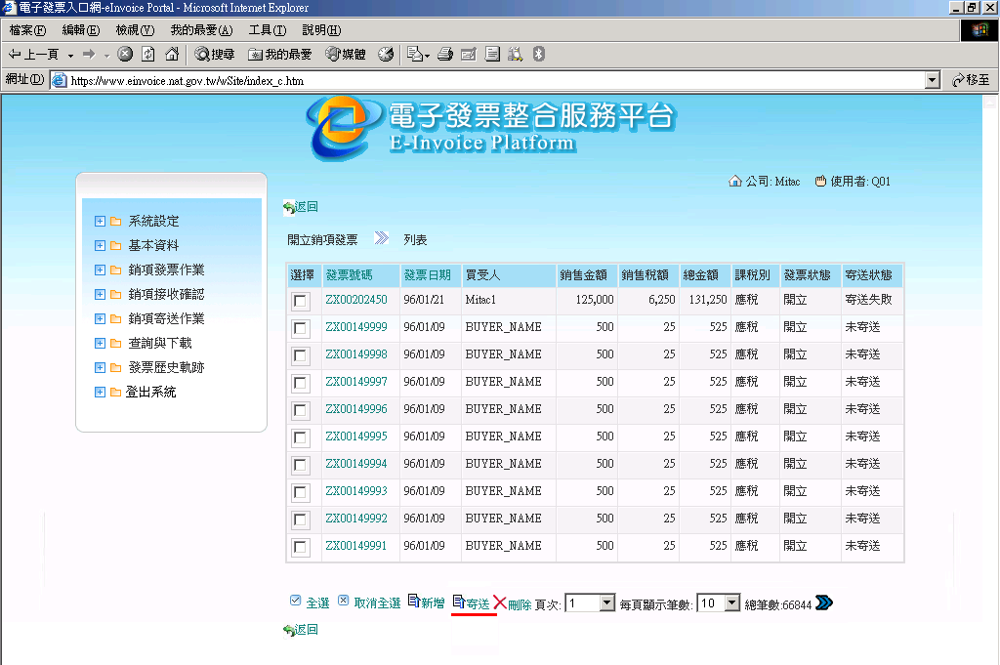 電子發票入口網-eInvoice Portal - Microsoft Internet Explorer
檔案(F) 編輯(E) 檢視(V) 我的最愛(A) 工具(T) 說明(H)
上一頁 搜尋 我的最愛 媒體
網址(D) https://www.einvoice.nat.gov.tw/wSite/index_c.htm 移至
電子發票整合服務平台
E-Invoice Platform
公司: Mitac 使用者: Q01
返回
系統設定
基本資料
銷項發票作業
銷項接收確認
銷項寄送作業
查詢與下載
發票歷史軌跡
登出系統
開立銷項發票 列表
選擇 發票號碼 發票日期 買受人 銷售金額 銷售稅額 總金額 課稅別 發票狀態 寄送狀態
ZX00202450 96/01/21 Mitac1 125,000 6,250 131,250 應稅 開立 寄送失敗
ZX00149999 96/01/09 BUYER_NAME 500 25 525 應稅 開立 未寄送
ZX00149998 96/01/09 BUYER_NAME 500 25 525 應稅 開立 未寄送
ZX00149997 96/01/09 BUYER_NAME 500 25 525 應稅 開立 未寄送
ZX00149996 96/01/09 BUYER_NAME 500 25 525 應稅 開立 未寄送
ZX00149995 96/01/09 BUYER_NAME 500 25 525 應稅 開立 未寄送
ZX00149994 96/01/09 BUYER_NAME 500 25 525 應稅 開立 未寄送
ZX00149993 96/01/09 BUYER_NAME 500 25 525 應稅 開立 未寄送
ZX00149992 96/01/09 BUYER_NAME 500 25 525 應稅 開立 未寄送
ZX00149991 96/01/09 BUYER_NAME 500 25 525 應稅 開立 未寄送
全選 取消全選 新增 寄送 刪除 頁次: 1 每頁顯示筆數: 10 總筆數:66844
返回